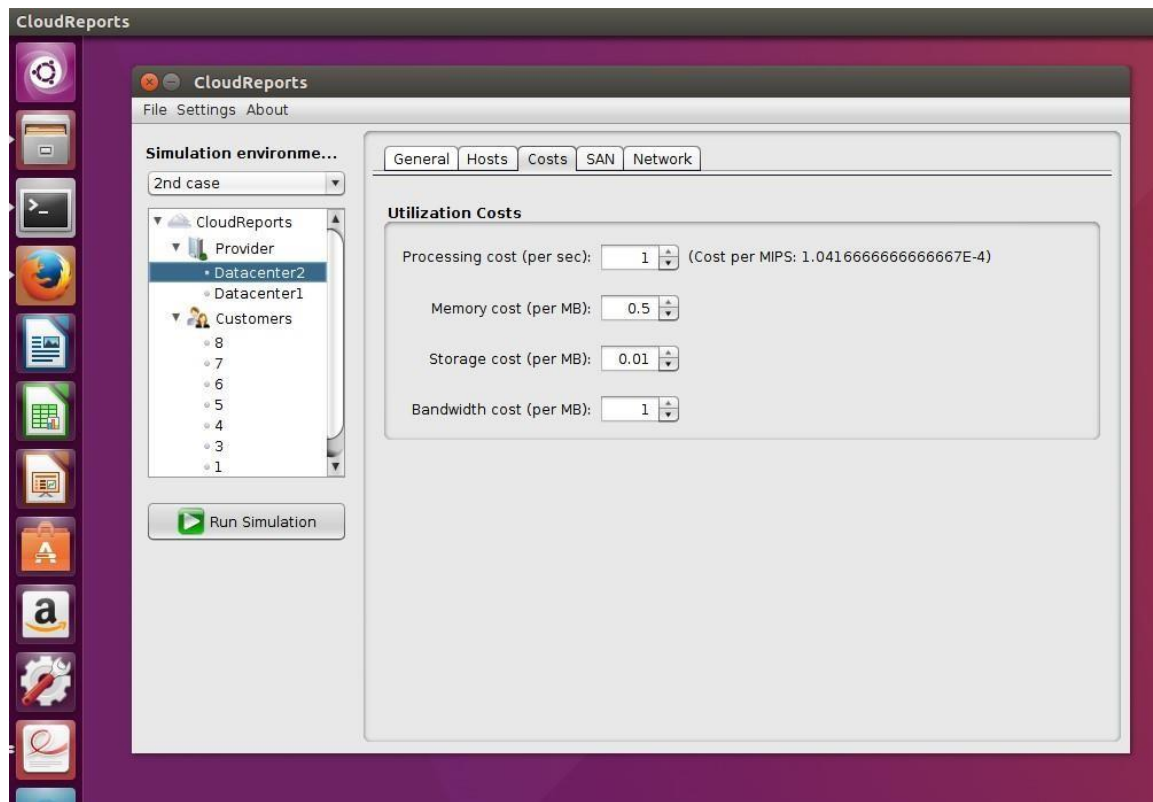 CloudReports
CloudReports
File Settings About
Simulation environme...
2nd case
CloudReports
Provider
Datacenter2
Datacenter1
Customers
8
7
6
5
4
3
1
Run Simulation
General Hosts Costs SAN Network
Utilization Costs
Processing cost (per sec): 1 (Cost per MIPS: 1.0416666666666667E-4)
Memory cost (per MB): 0.5
Storage cost (per MB): 0.01
Bandwidth cost (per MB): 1
>_
A
a